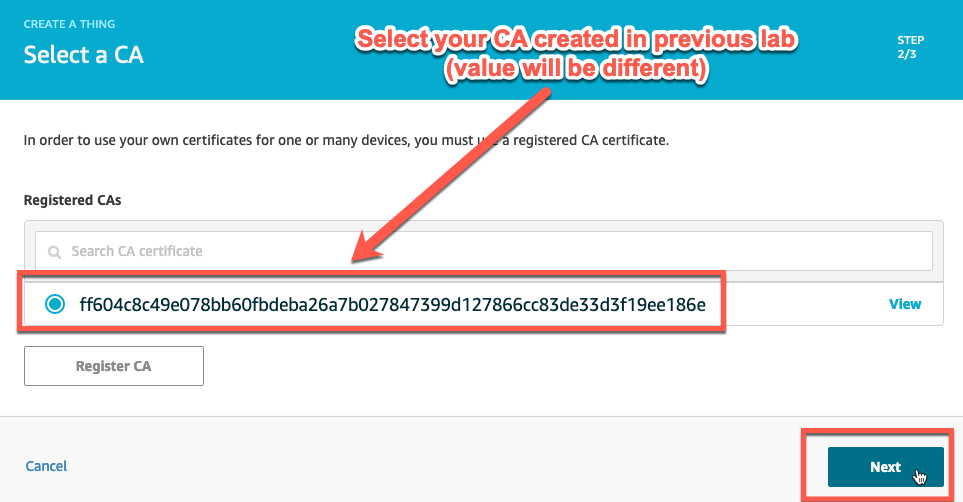 CREATE A THING
Select a CA
Select your CA created in previous lab
(value will be different)
STEP
2/3
In order to use your own certificates for one or many devices, you must use a registered CA certificate.
Registered CAs
Search CA certificate
ff604c8c49e078bb60fbdeba26a7b027847399d127866cc83de33d3f19ee186e
View
Register CA
Cancel
Next